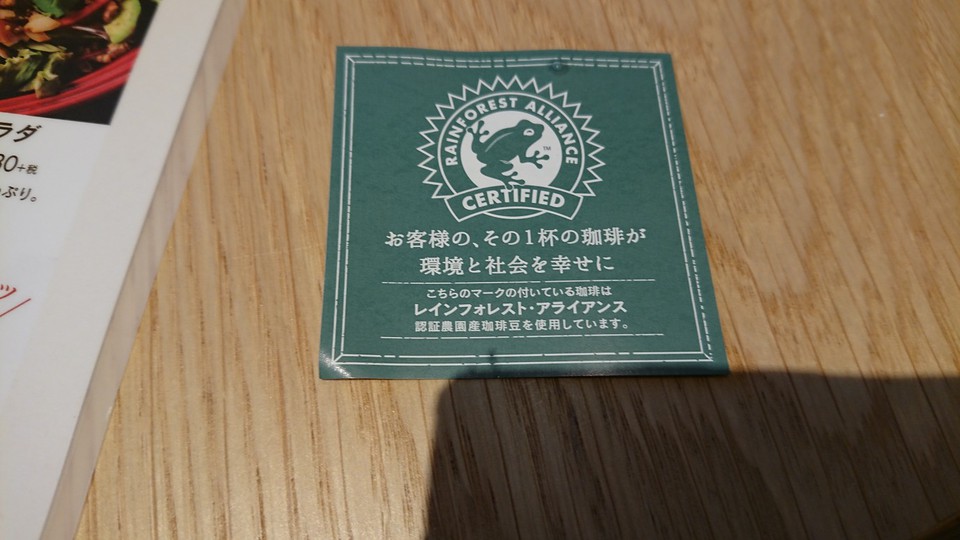 ラダ
80+税
ぷり。
RAINFOREST ALLIANCE
TM
CERTIFIED
お客様の、その1杯の珈琲が
環境と社会を幸せに
こちらのマークの付いている珈琲は
レインフォレスト・アライアンス
認証農園産珈琲豆を使用しています。